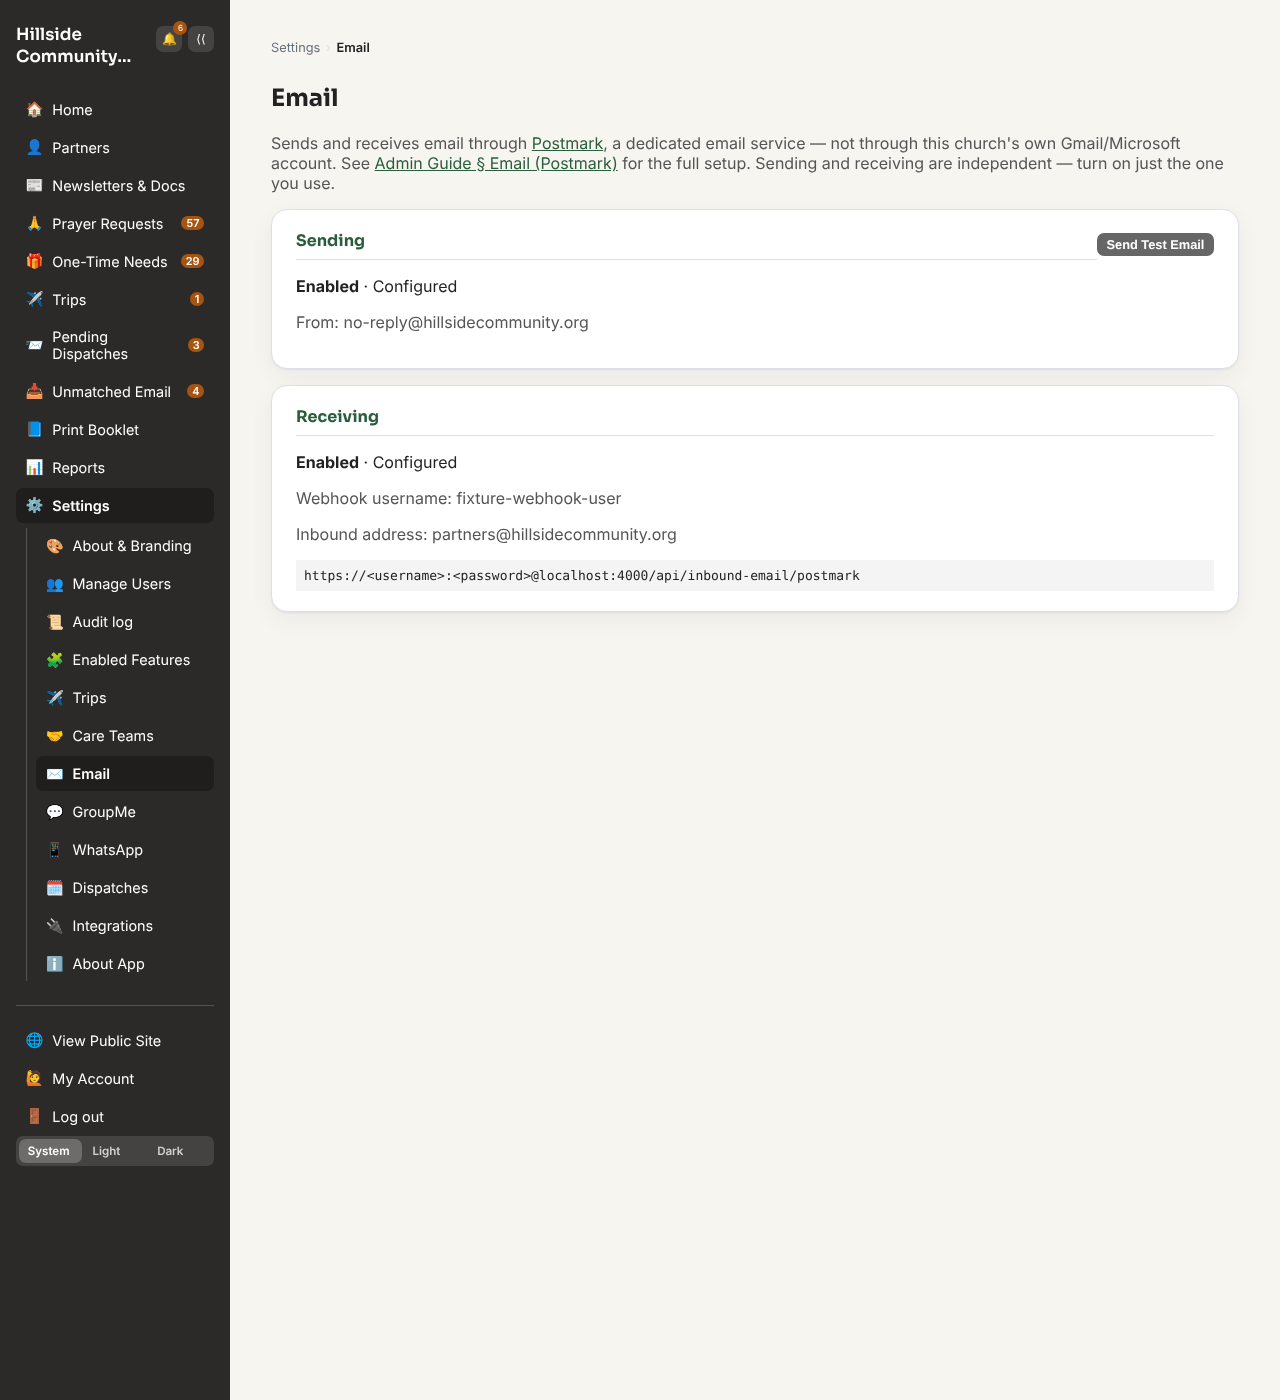 Hillside
Community...
6
⟨⟨
Home
Partners
Newsletters & Docs
Prayer Requests 57
One-Time Needs 29
Trips 1
Pending
Dispatches 3
Unmatched Email 4
Print Booklet
Reports
Settings
About & Branding
Manage Users
Audit log
Enabled Features
Trips
Care Teams
Email
GroupMe
WhatsApp
Dispatches
Integrations
About App
View Public Site
My Account
Log out
System Light Dark
Settings › Email
Email
Sends and receives email through Postmark, a dedicated email service — not through this church's own Gmail/Microsoft
account. See Admin Guide § Email (Postmark) for the full setup. Sending and receiving are independent — turn on just the one
you use.
Sending
Send Test Email
Enabled · Configured
From: no-reply@hillsidecommunity.org
Receiving
Enabled · Configured
Webhook username: fixture-webhook-user
Inbound address: partners@hillsidecommunity.org
https://<username>:<password>@localhost:4000/api/inbound-email/postmark